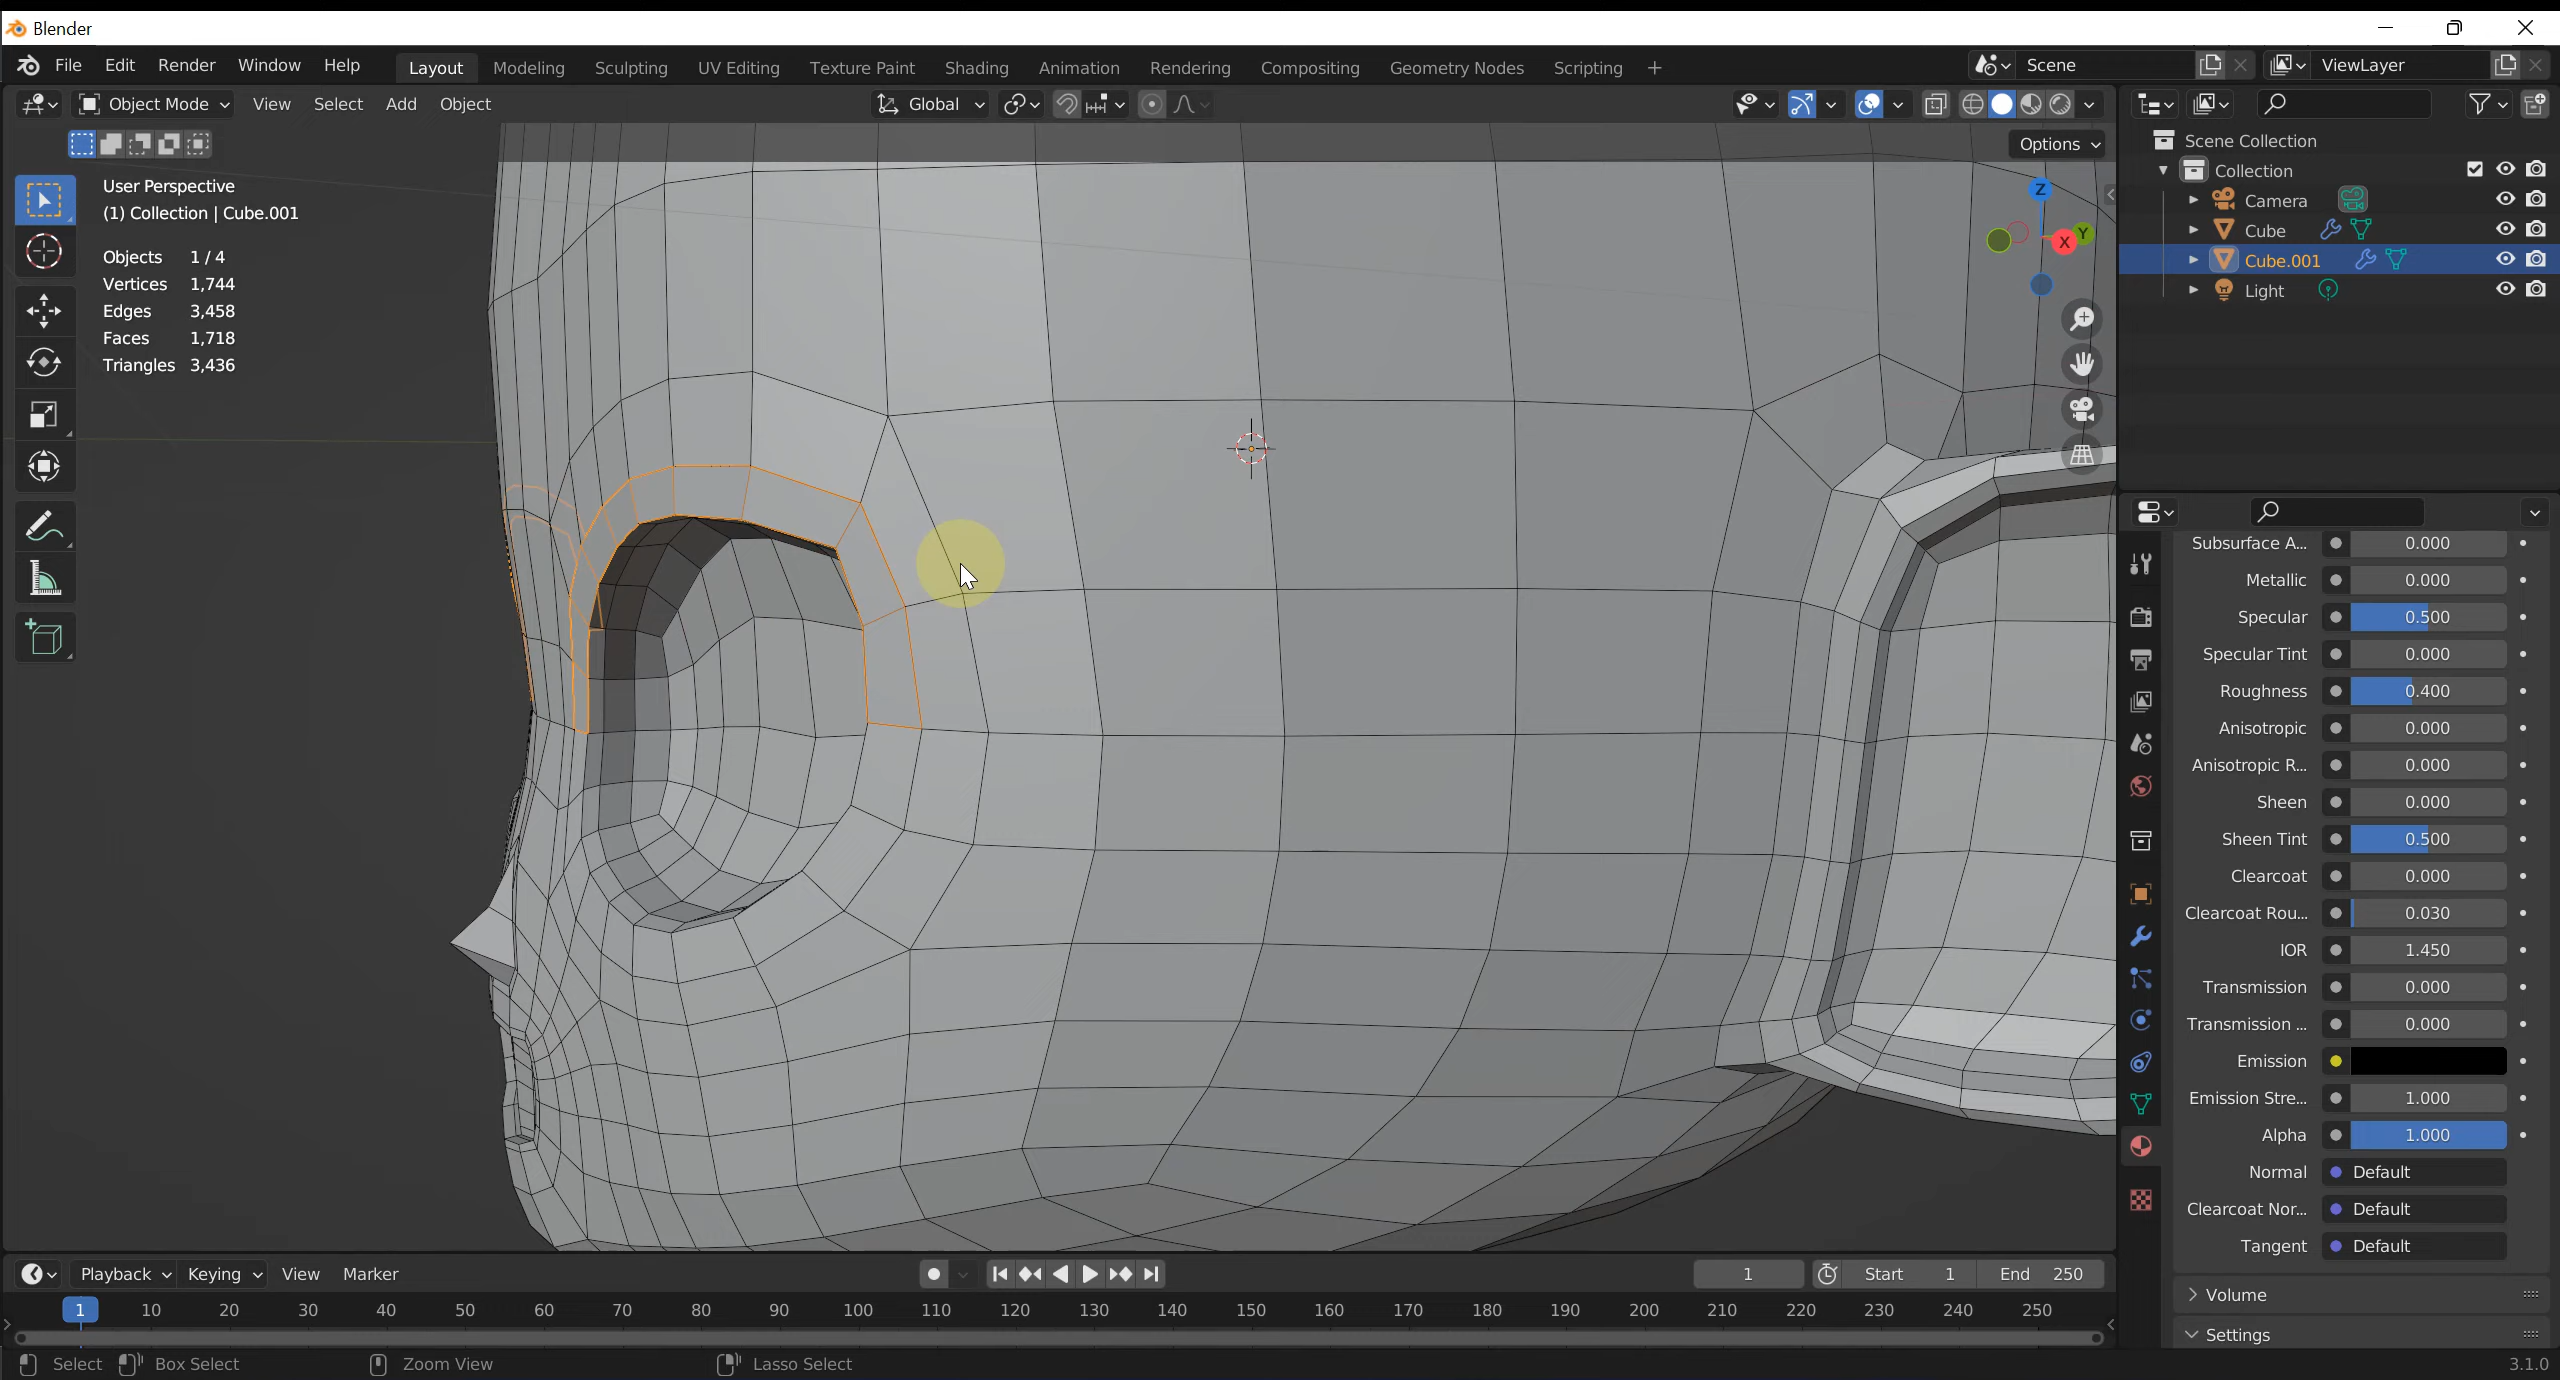 Blender
File Edit Render Window Help Layout Modeling Sculpting UV Editing Texture Paint Shading Animation Rendering Compositing Geometry Nodes Scripting + Scene ViewLayer
Object Mode View Select Add Object Global
Options
User Perspective
(1) Collection | Cube.001
Objects 1 / 4
Vertices 1,744
Edges 3,458
Faces 1,718
Triangles 3,436
Z
Y
X
Scene Collection
Collection
Camera
Cube
Cube.001
Light
Subsurface A... 0.000
Metallic 0.000
Specular 0.500
Specular Tint 0.000
Roughness 0.400
Anisotropic 0.000
Anisotropic R... 0.000
Sheen 0.000
Sheen Tint 0.500
Clearcoat 0.000
Clearcoat Rou... 0.030
IOR 1.450
Transmission 0.000
Transmission ... 0.000
Emission
Emission Stre... 1.000
Alpha 1.000
Normal Default
Clearcoat Nor... Default
Tangent Default
Volume
Settings
Playback Keying View Marker 1 Start 1 End 250
1 10 20 30 40 50 60 70 80 90 100 110 120 130 140 150 160 170 180 190 200 210 220 230 240 250
Select Box Select Zoom View Lasso Select 3.1.0